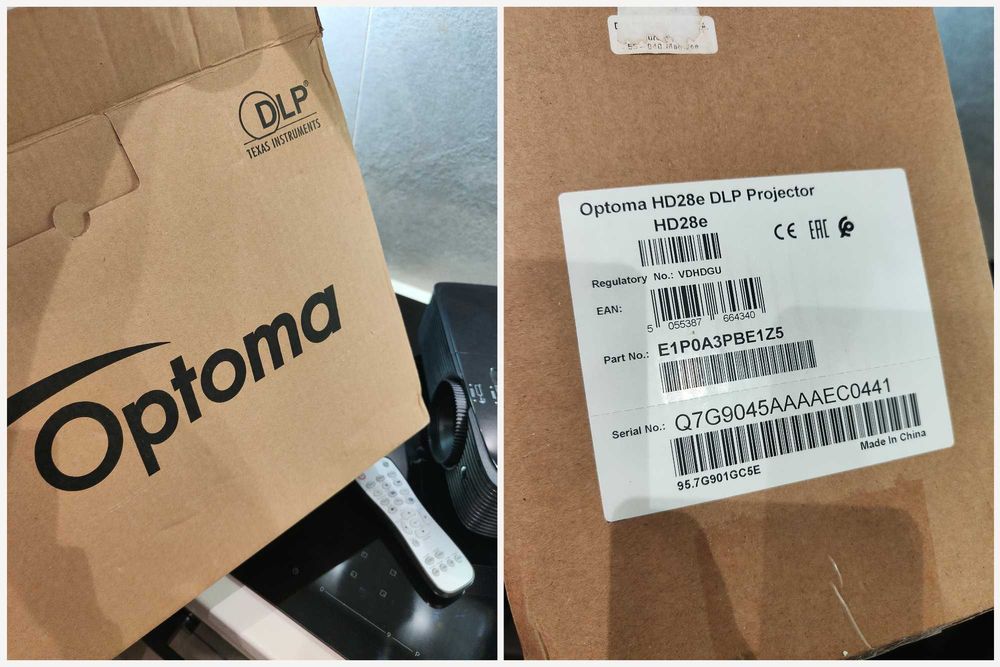 DLP®
TEXAS INSTRUMENTS
Optoma
Optoma HD28e DLP Projector
HD28e
CE EAC
Regulatory No.: VDHDGU
EAN:
5 055387 664340
Part No.: E1P0A3PBE1Z5
Serial No.: Q7G9045AAAAEC0441
95.7G901GC5E
Made In China